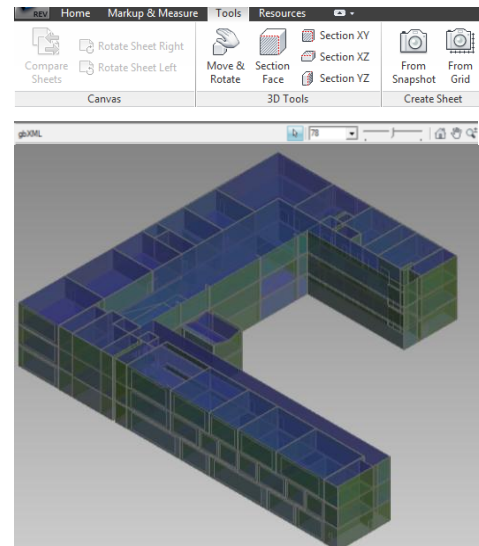 REV Home Markup & Measure Tools Resources
Compare Sheets
Rotate Sheet Right
Rotate Sheet Left
Move & Rotate
Section Face
Section XY
Section XZ
Section YZ
From Snapshot
From Grid
Canvas 3D Tools Create Sheet
gbXML 78